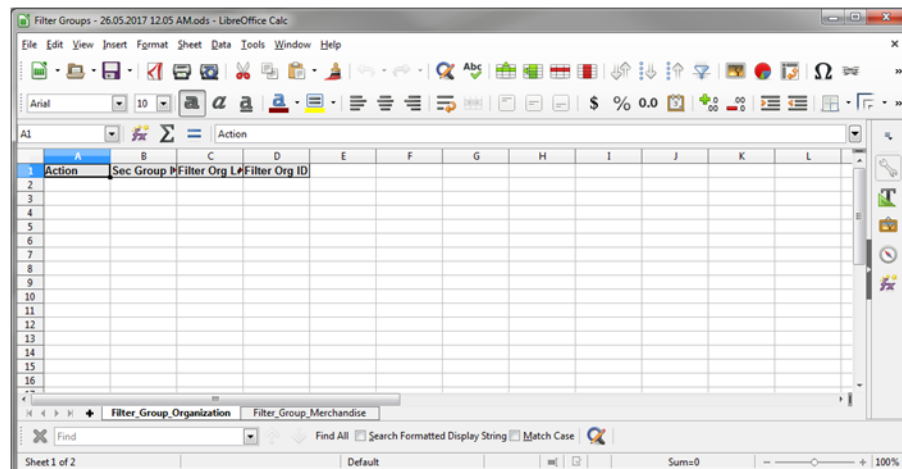 Filter Groups - 26.05.2017 12.05 AM.ods - LibreOffice Calc
File Edit View Insert Format Sheet Data Tools Window Help
Abc
Arial 10 a a a a $ % 0.0
A1 Action
A B C D E F G H I J K L
1 Action Sec Group Filter Org L Filter Org ID
2
3
4
5
6
7
8
9
10
11
12
13
14
15
16
Filter_Group_Organization Filter_Group_Merchandise
Find Find All Search Formatted Display String Match Case
Sheet 1 of 2 Default Sum=0 100%